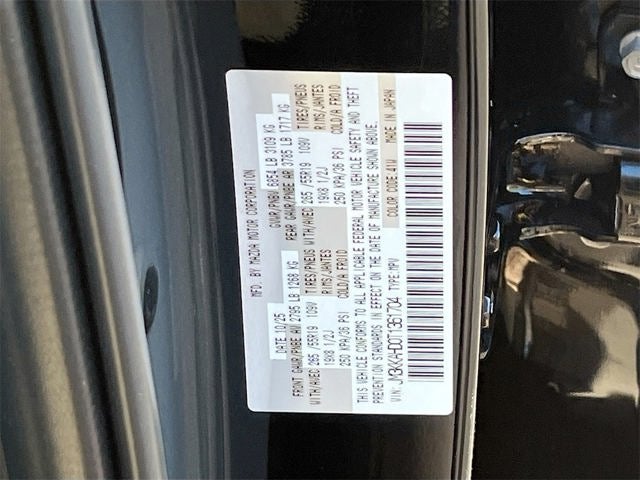 MFD. BY MAZDA MOTOR CORPORATION
DATE 10/25 GVWR/PNBV 6854 LB 3109 KG
FRONT GAWR/PNBE AV 2795 LB 1268 KG REAR GAWR/PNBE AR 3785 LB 1717 KG
WITH/AVEC 265 /55R19 109V TIRES/PNEUS WITH/AVEC 265 /55R19 109V TIRES/PNEUS
19X8 1/2J RIMS/JANTES 19X8 1/2J RIMS/JANTES
250 KPA/36 PSI COLD/A FROID 250 KPA/36 PSI COLD/A FROID
THIS VEHICLE CONFORMS TO ALL APPLICABLE FEDERAL MOTOR VEHICLE SAFETY AND THEFT
PREVENTION STANDARDS IN EFFECT ON THE DATE OF MANUFACTURE SHOWN ABOVE.
VIN: JM3KKAHD0T1361704 TYPE:MPV COLOR CODE:41W MADE IN JAPAN